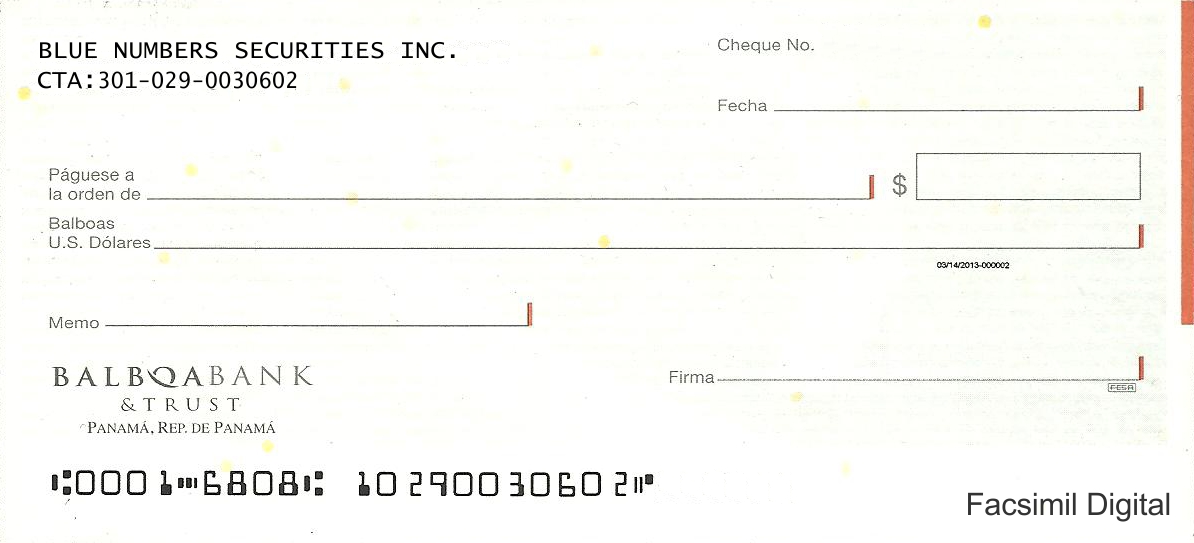 BLUE NUMBERS SECURITIES INC.
CTA:301-029-0030602
Cheque No.
Fecha
Páguese a
la orden de
$
Balboas
U.S. Dólares
03/14/2013-000002
Memo
BALBOABANK
& TRUST
PANAMÁ, REP. DE PANAMÁ
Firma
FESA
⑆0001⑉6808⑆ 1029003060 2⑈
Facsimil Digital